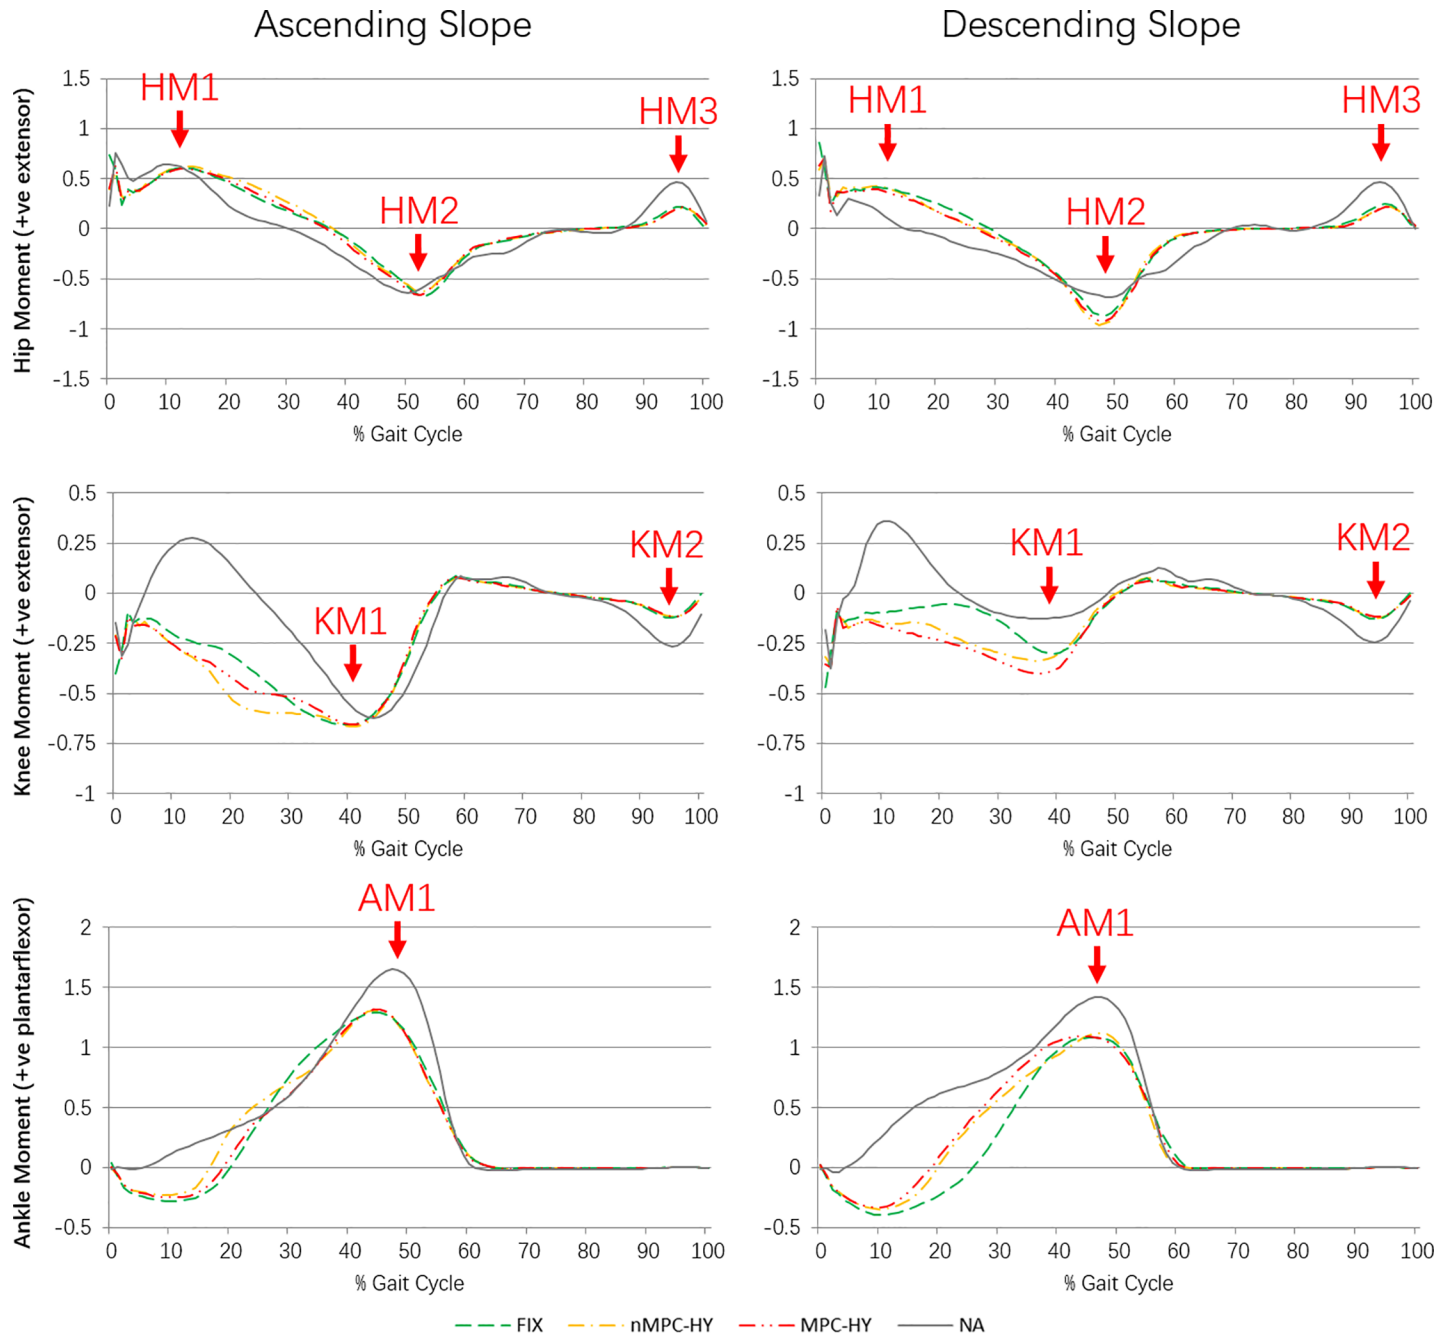 Ascending Slope
Descending Slope
Hip Moment (+ve extensor)
1.5
1
0.5
0
-0.5
-1
-1.5
HM1
HM2
HM3
0 10 20 30 40 50 60 70 80 90 100
% Gait Cycle
1.5
1
0.5
0
-0.5
-1
-1.5
HM1
HM2
HM3
0 10 20 30 40 50 60 70 80 90 100
% Gait Cycle
Knee Moment (+ve extensor)
0.5
0.25
0
-0.25
-0.5
-0.75
-1
KM1
KM2
0 10 20 30 40 50 60 70 80 90 100
% Gait Cycle
0.5
0.25
0
-0.25
-0.5
-0.75
-1
KM1
KM2
0 10 20 30 40 50 60 70 80 90 100
% Gait Cycle
Ankle Moment (+ve plantarflexor)
2
1.5
1
0.5
0
-0.5
AM1
0 10 20 30 40 50 60 70 80 90 100
% Gait Cycle
2
1.5
1
0.5
0
-0.5
AM1
0 10 20 30 40 50 60 70 80 90 100
% Gait Cycle
FIX nMPC-HY MPC-HY NA